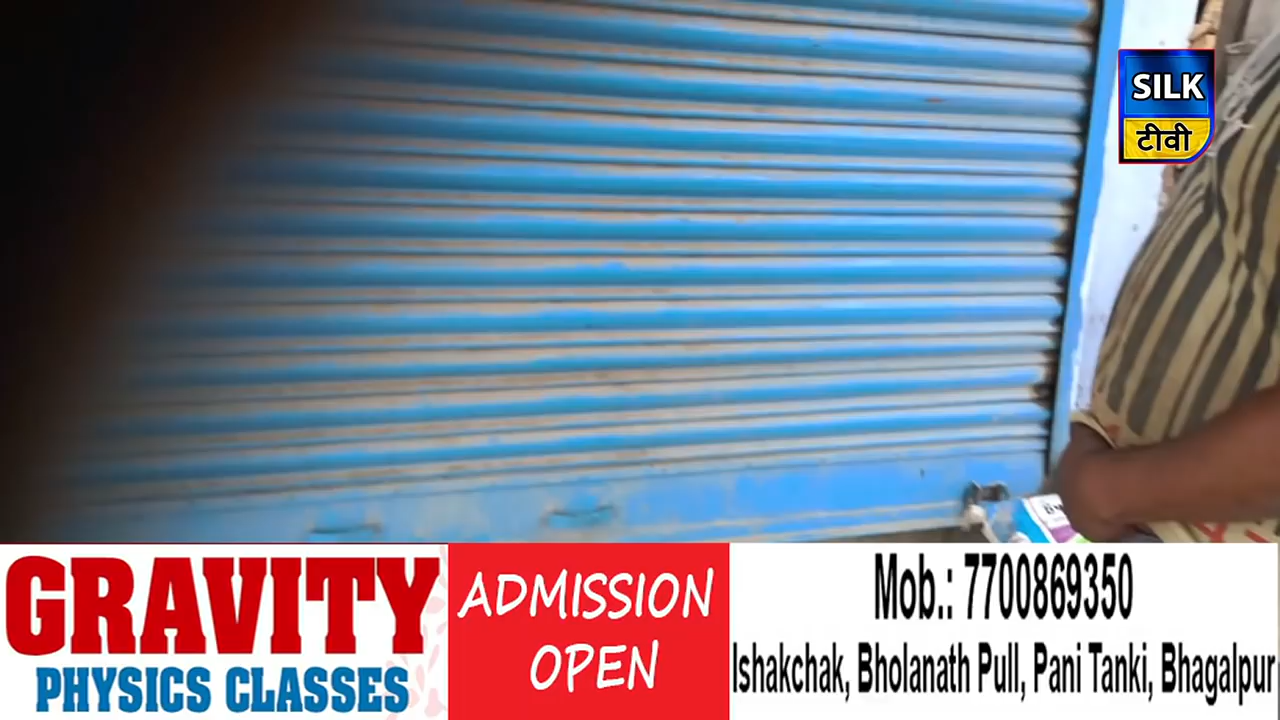 SILK
टीवी
GRAVITY
PHYSICS CLASSES
ADMISSION
OPEN
Mob.: 7700869350
Ishakchak, Bholanath Pull, Pani Tanki, Bhagalpur